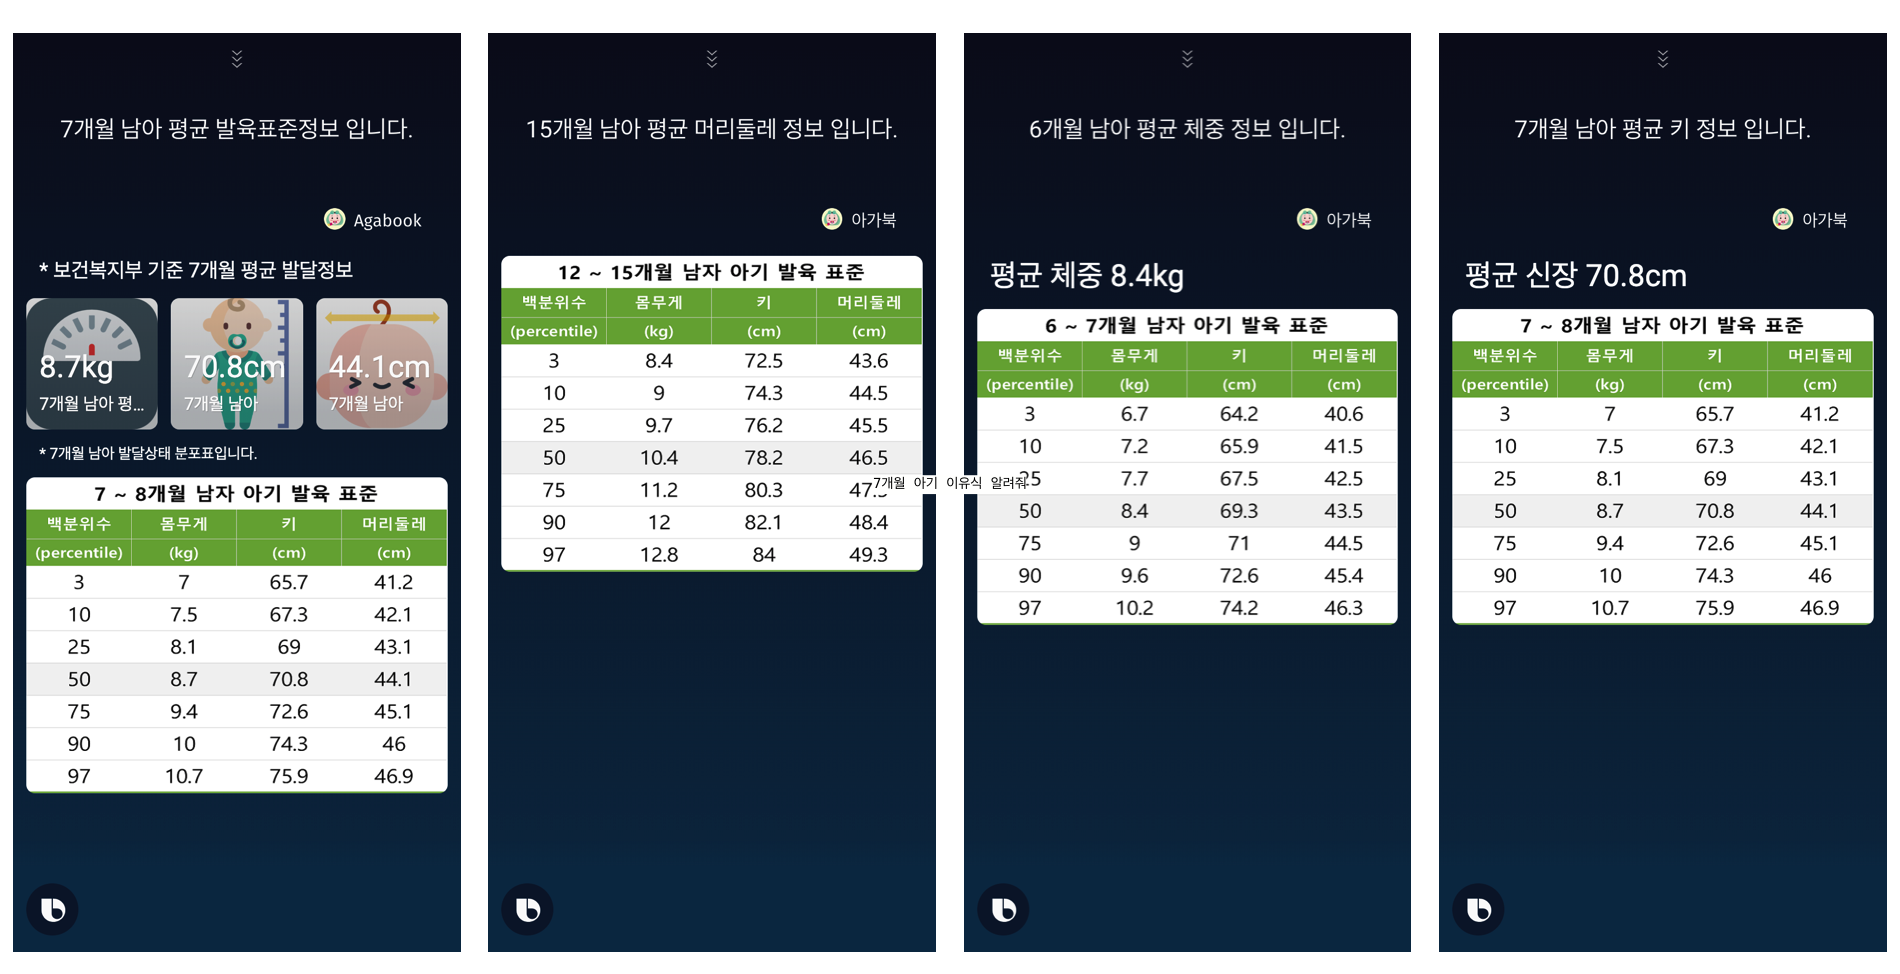 7개월 남아 평균 발육표준정보 입니다.
Agabook
* 보건복지부 기준 7개월 평균 발달정보
8.7kg
7개월 남아 평...
70.8cm
7개월 남아
44.1cm
7개월 남아
* 7개월 남아 발달상태 분포표입니다.
7 ~ 8개월 남자 아기 발육 표준
백분위수 몸무게 키 머리둘레
(percentile) (kg) (cm) (cm)
3 7 65.7 41.2
10 7.5 67.3 42.1
25 8.1 69 43.1
50 8.7 70.8 44.1
75 9.4 72.6 45.1
90 10 74.3 46
97 10.7 75.9 46.9
15개월 남아 평균 머리둘레 정보 입니다.
아가북
12 ~ 15개월 남자 아기 발육 표준
백분위수 몸무게 키 머리둘레
(percentile) (kg) (cm) (cm)
3 8.4 72.5 43.6
10 9 74.3 44.5
25 9.7 76.2 45.5
50 10.4 78.2 46.5
75 11.2 80.3
90 12 82.1 48.4
97 12.8 84 49.3
7개월 아기 이유식 알려줘
6개월 남아 평균 체중 정보 입니다.
아가북
평균 체중 8.4kg
6 ~ 7개월 남자 아기 발육 표준
백분위수 몸무게 키 머리둘레
(percentile) (kg) (cm) (cm)
3 6.7 64.2 40.6
10 7.2 65.9 41.5
7.7 67.5 42.5
50 8.4 69.3 43.5
75 9 71 44.5
90 9.6 72.6 45.4
97 10.2 74.2 46.3
7개월 남아 평균 키 정보 입니다.
아가북
평균 신장 70.8cm
7 ~ 8개월 남자 아기 발육 표준
백분위수 몸무게 키 머리둘레
(percentile) (kg) (cm) (cm)
3 7 65.7 41.2
10 7.5 67.3 42.1
25 8.1 69 43.1
50 8.7 70.8 44.1
75 9.4 72.6 45.1
90 10 74.3 46
97 10.7 75.9 46.9